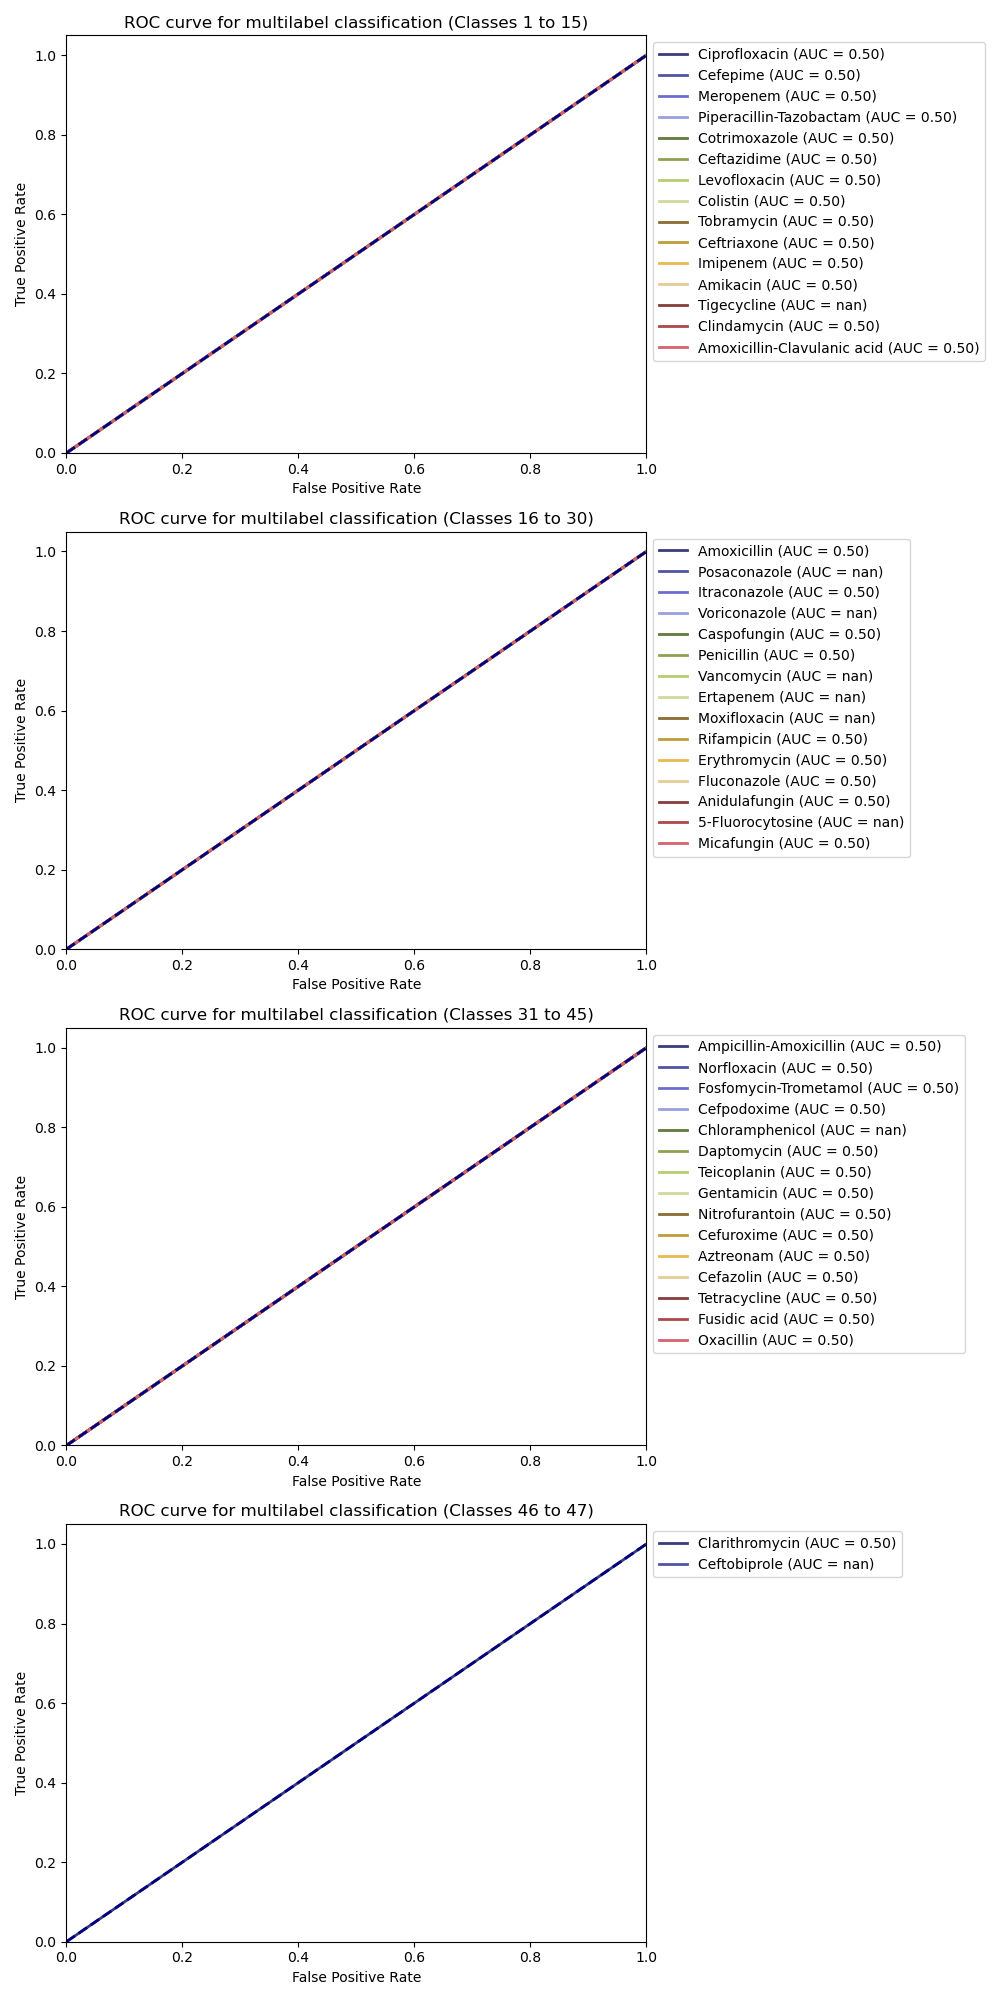 ROC curve for multilabel classification (Classes 1 to 15)
1.0
0.8
0.6
0.4
0.2
0.0
True Positive Rate
0.0 0.2 0.4 0.6 0.8 1.0
False Positive Rate
Ciprofloxacin (AUC = 0.50)
Cefepime (AUC = 0.50)
Meropenem (AUC = 0.50)
Piperacillin-Tazobactam (AUC = 0.50)
Cotrimoxazole (AUC = 0.50)
Ceftazidime (AUC = 0.50)
Levofloxacin (AUC = 0.50)
Colistin (AUC = 0.50)
Tobramycin (AUC = 0.50)
Ceftriaxone (AUC = 0.50)
Imipenem (AUC = 0.50)
Amikacin (AUC = 0.50)
Tigecycline (AUC = nan)
Clindamycin (AUC = 0.50)
Amoxicillin-Clavulanic acid (AUC = 0.50)
ROC curve for multilabel classification (Classes 16 to 30)
1.0
0.8
0.6
0.4
0.2
0.0
True Positive Rate
0.0 0.2 0.4 0.6 0.8 1.0
False Positive Rate
Amoxicillin (AUC = 0.50)
Posaconazole (AUC = nan)
Itraconazole (AUC = 0.50)
Voriconazole (AUC = nan)
Caspofungin (AUC = 0.50)
Penicillin (AUC = 0.50)
Vancomycin (AUC = nan)
Ertapenem (AUC = nan)
Moxifloxacin (AUC = nan)
Rifampicin (AUC = 0.50)
Erythromycin (AUC = 0.50)
Fluconazole (AUC = 0.50)
Anidulafungin (AUC = 0.50)
5-Fluorocytosine (AUC = nan)
Micafungin (AUC = 0.50)
ROC curve for multilabel classification (Classes 31 to 45)
1.0
0.8
0.6
0.4
0.2
0.0
True Positive Rate
0.0 0.2 0.4 0.6 0.8 1.0
False Positive Rate
Ampicillin-Amoxicillin (AUC = 0.50)
Norfloxacin (AUC = 0.50)
Fosfomycin-Trometamol (AUC = 0.50)
Cefpodoxime (AUC = 0.50)
Chloramphenicol (AUC = nan)
Daptomycin (AUC = 0.50)
Teicoplanin (AUC = 0.50)
Gentamicin (AUC = 0.50)
Nitrofurantoin (AUC = 0.50)
Cefuroxime (AUC = 0.50)
Aztreonam (AUC = 0.50)
Cefazolin (AUC = 0.50)
Tetracycline (AUC = 0.50)
Fusidic acid (AUC = 0.50)
Oxacillin (AUC = 0.50)
ROC curve for multilabel classification (Classes 46 to 47)
1.0
0.8
0.6
0.4
0.2
0.0
True Positive Rate
0.0 0.2 0.4 0.6 0.8 1.0
False Positive Rate
Clarithromycin (AUC = 0.50)
Ceftobiprole (AUC = nan)